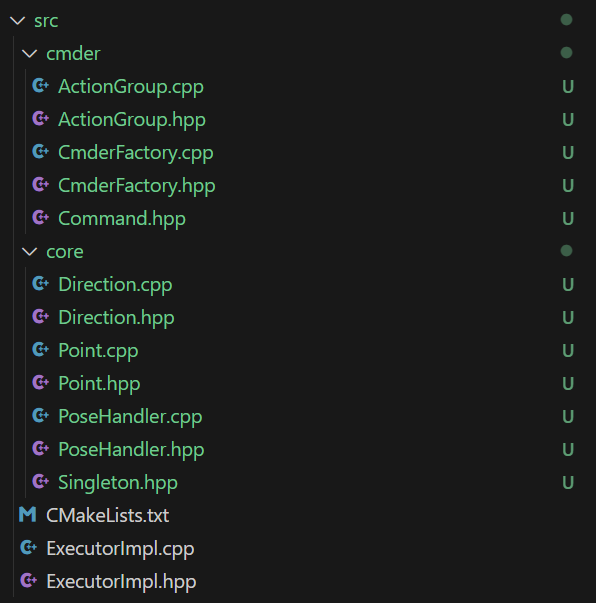 src
cmder
ActionGroup.cpp U
ActionGroup.hpp U
CmderFactory.cpp U
CmderFactory.hpp U
Command.hpp U
core
Direction.cpp U
Direction.hpp U
Point.cpp U
Point.hpp U
PoseHandler.cpp U
PoseHandler.hpp U
Singleton.hpp U
CMakeLists.txt
ExecutorImpl.cpp
ExecutorImpl.hpp